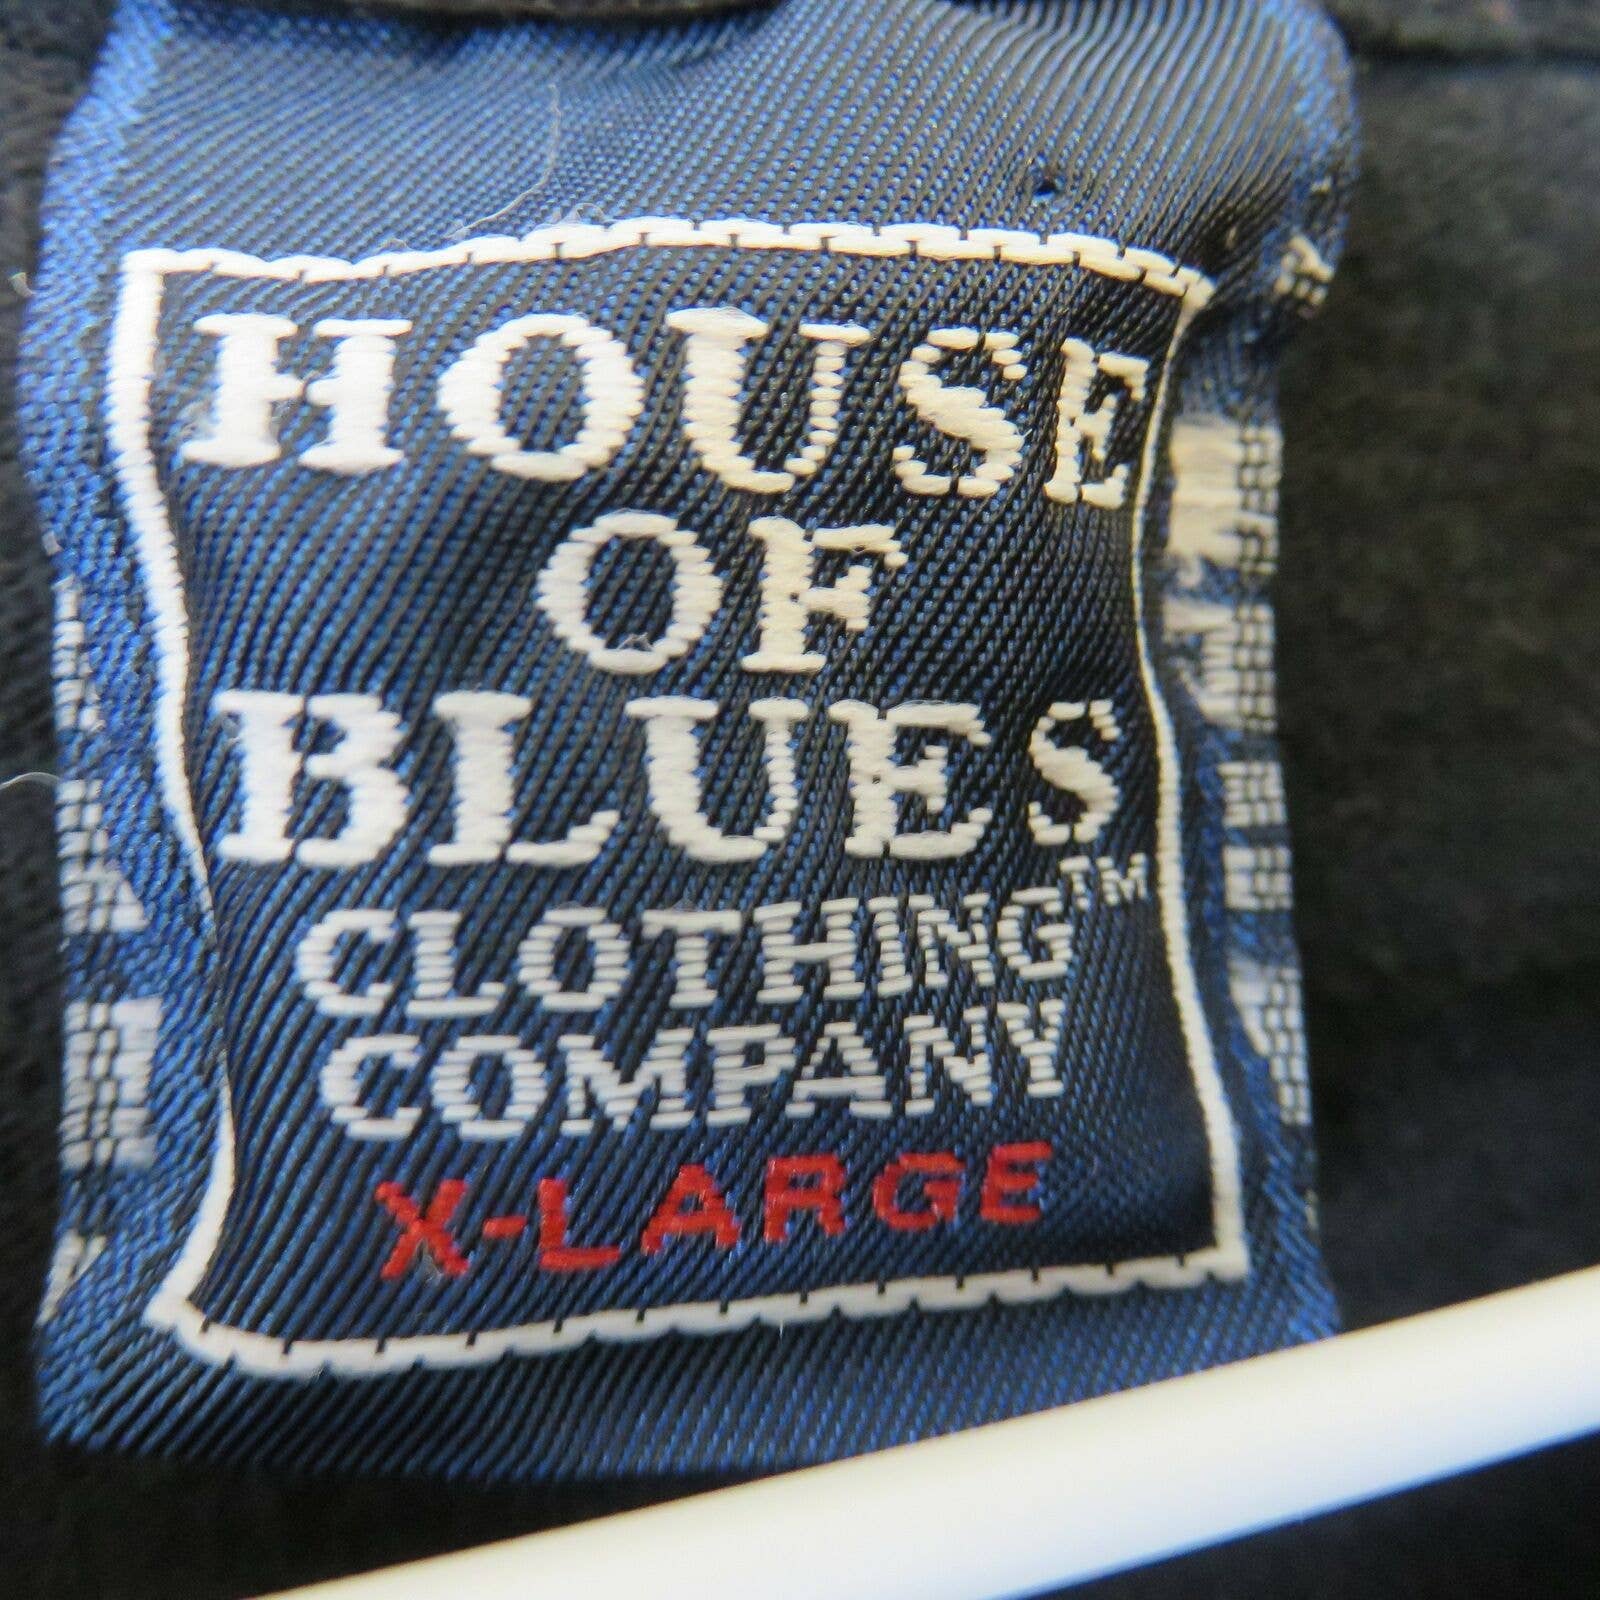 HOUSE
OF
BLUES
CLOTHING™
COMPANY
X-LARGE